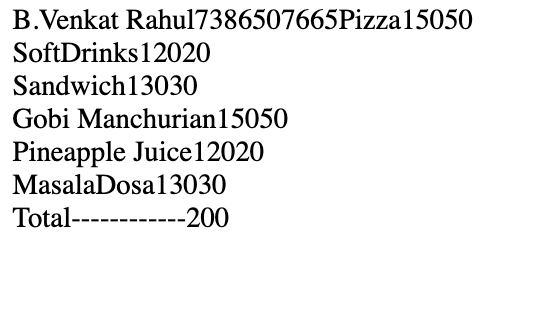 B.Venkat Rahul7386507665Pizza15050
SoftDrinks12020
Sandwich13030
Gobi Manchurian15050
Pineapple Juice12020
MasalaDosa13030
Total------------200